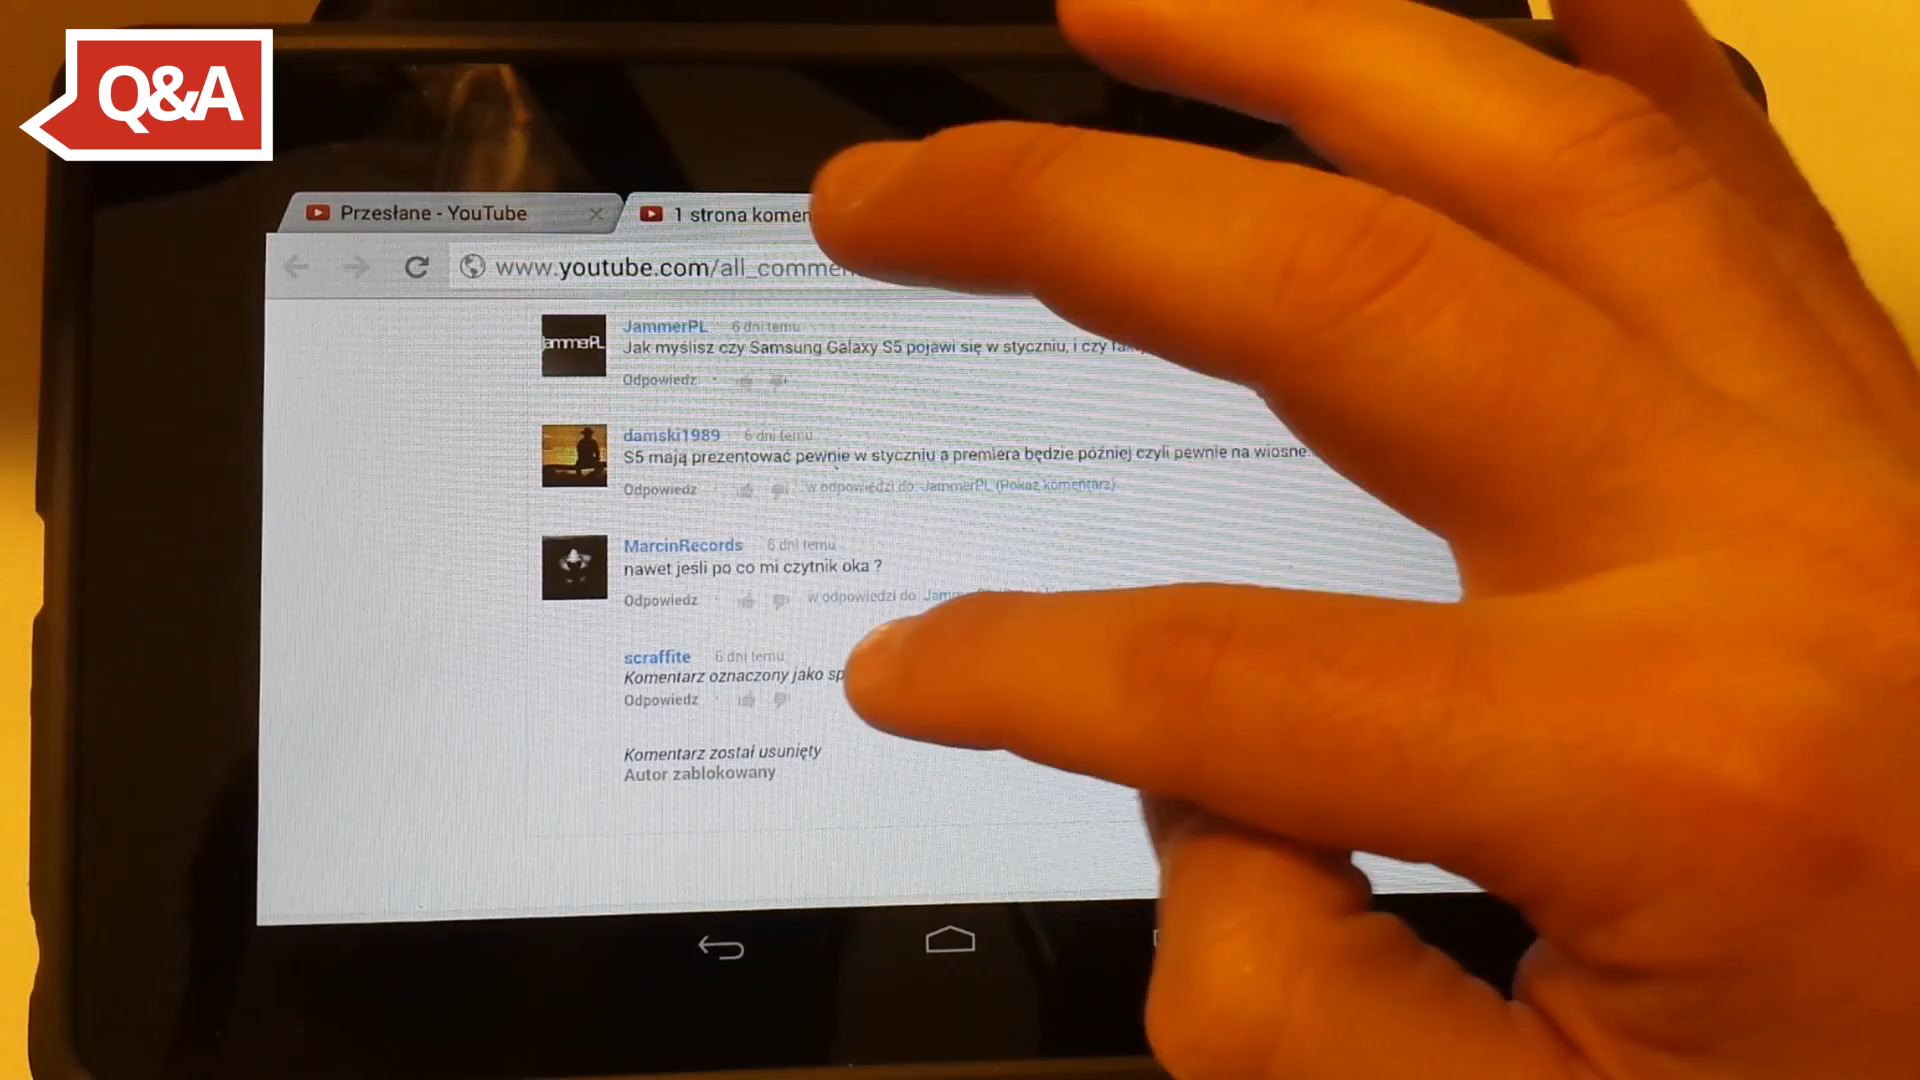 Q&A
Przesłane - YouTube
1 strona komen
www.youtube.com/all_comme
JammerPL 6 dni temu
Jak myślisz czy Samsung Galaxy S5 pojawi się w styczniu, i czy
Odpowiedz
damski1989 6 dni temu
S5 mają prezentować pewnie w styczniu a premiera będzie później czyli pewnie na wiosne.
Odpowiedz w odpowiedzi do: JammerPL (Pokaż komentarz)
MarcinRecords 6 dni temu
nawet jeśli po co mi czytnik oka ?
Odpowiedz w odpowiedzi do: Jamm
scraffite 6 dni temu
Komentarz oznaczony jako sp
Odpowiedz
Komentarz został usunięty
Autor zablokowany